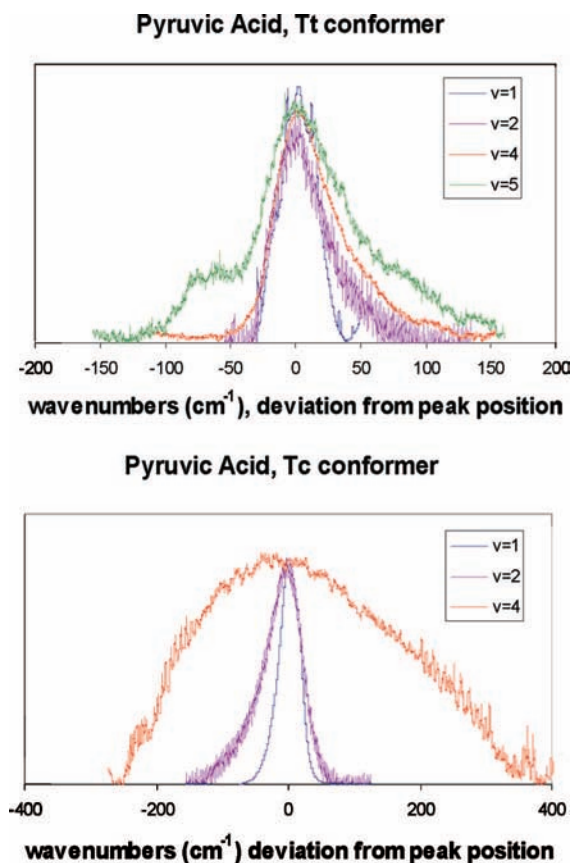 Pyruvic Acid, Tt conformer
v=1
v=2
v=4
v=5
-200 -150 -100 -50 0 50 100 150 200
wavenumbers (cm-1), deviation from peak position
Pyruvic Acid, Tc conformer
v=1
v=2
v=4
-400 -200 0 200 400
wavenumbers (cm-1) deviation from peak position